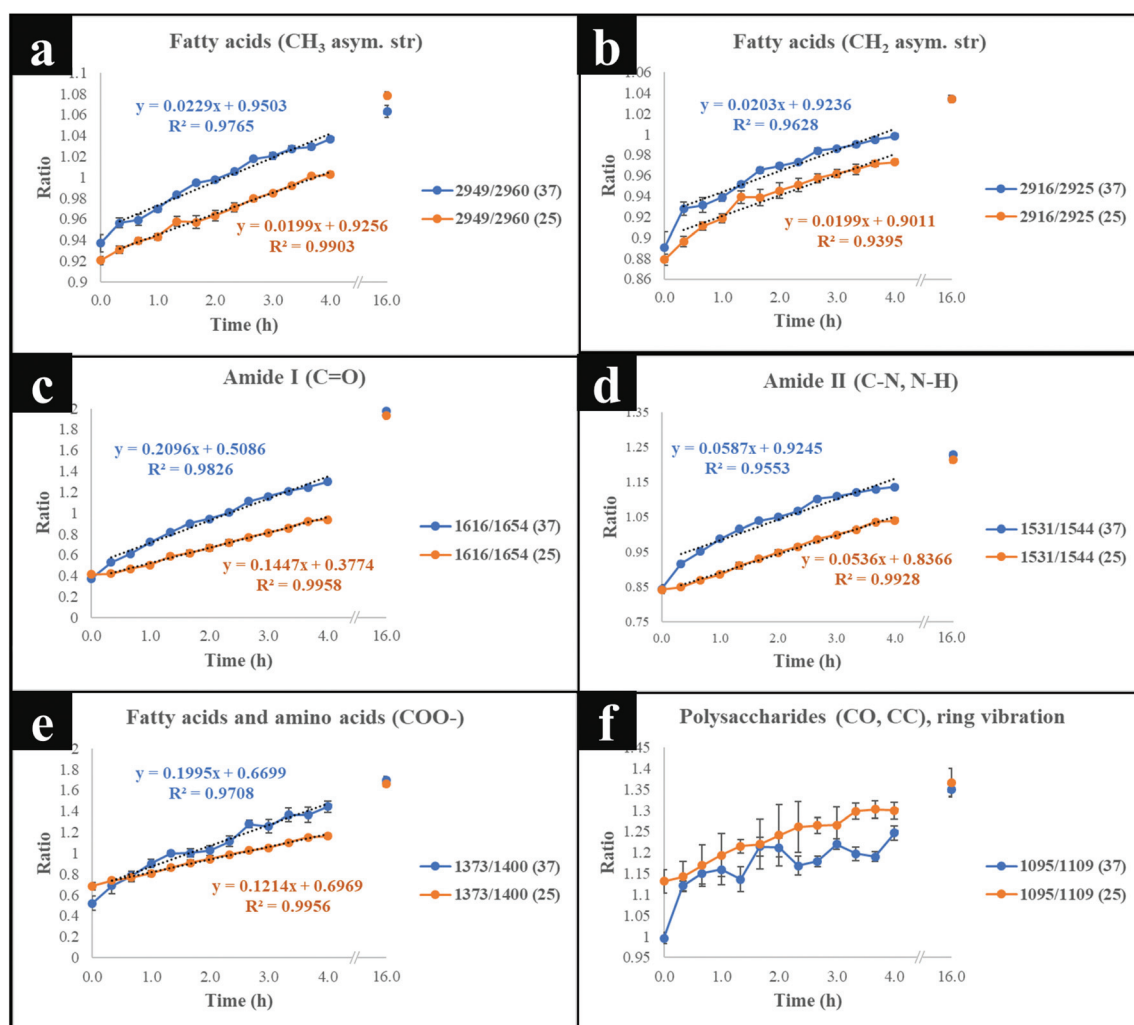 a
Fatty acids (CH3 asym. str)
1.1
1.08
1.06
1.04
1.02
1
0.98
0.96
0.94
0.92
0.9
Ratio
y = 0.0229x + 0.9503
R² = 0.9765
y = 0.0199x + 0.9256
R² = 0.9903
2949/2960 (37)
2949/2960 (25)
0.0 1.0 2.0 3.0 4.0 16.0
Time (h)
b
Fatty acids (CH2 asym. str)
1.06
1.04
1.02
1
0.98
0.96
0.94
0.92
0.9
0.88
0.86
Ratio
y = 0.0203x + 0.9236
R² = 0.9628
y = 0.0199x + 0.9011
R² = 0.9395
2916/2925 (37)
2916/2925 (25)
0.0 1.0 2.0 3.0 4.0 16.0
Time (h)
c
Amide I (C=O)
2
1.8
1.6
1.4
1.2
1
0.8
0.6
0.4
0.2
0
Ratio
y = 0.2096x + 0.5086
R² = 0.9826
y = 0.1447x + 0.3774
R² = 0.9958
1616/1654 (37)
1616/1654 (25)
0.0 1.0 2.0 3.0 4.0 16.0
Time (h)
d
Amide II (C-N, N-H)
1.35
1.25
1.15
1.05
0.95
0.85
0.75
Ratio
y = 0.0587x + 0.9245
R² = 0.9553
y = 0.0536x + 0.8366
R² = 0.9928
1531/1544 (37)
1531/1544 (25)
0.0 1.0 2.0 3.0 4.0 16.0
Time (h)
e
Fatty acids and amino acids (COO-)
2
1.8
1.6
1.4
1.2
1
0.8
0.6
0.4
0.2
0
Ratio
y = 0.1995x + 0.6699
R² = 0.9708
y = 0.1214x + 0.6969
R² = 0.9956
1373/1400 (37)
1373/1400 (25)
0.0 1.0 2.0 3.0 4.0 16.0
Time (h)
f
Polysaccharides (CO, CC), ring vibration
1.45
1.4
1.35
1.3
1.25
1.2
1.15
1.1
1.05
1
0.95
Ratio
1095/1109 (37)
1095/1109 (25)
0.0 1.0 2.0 3.0 4.0 16.0
Time (h)